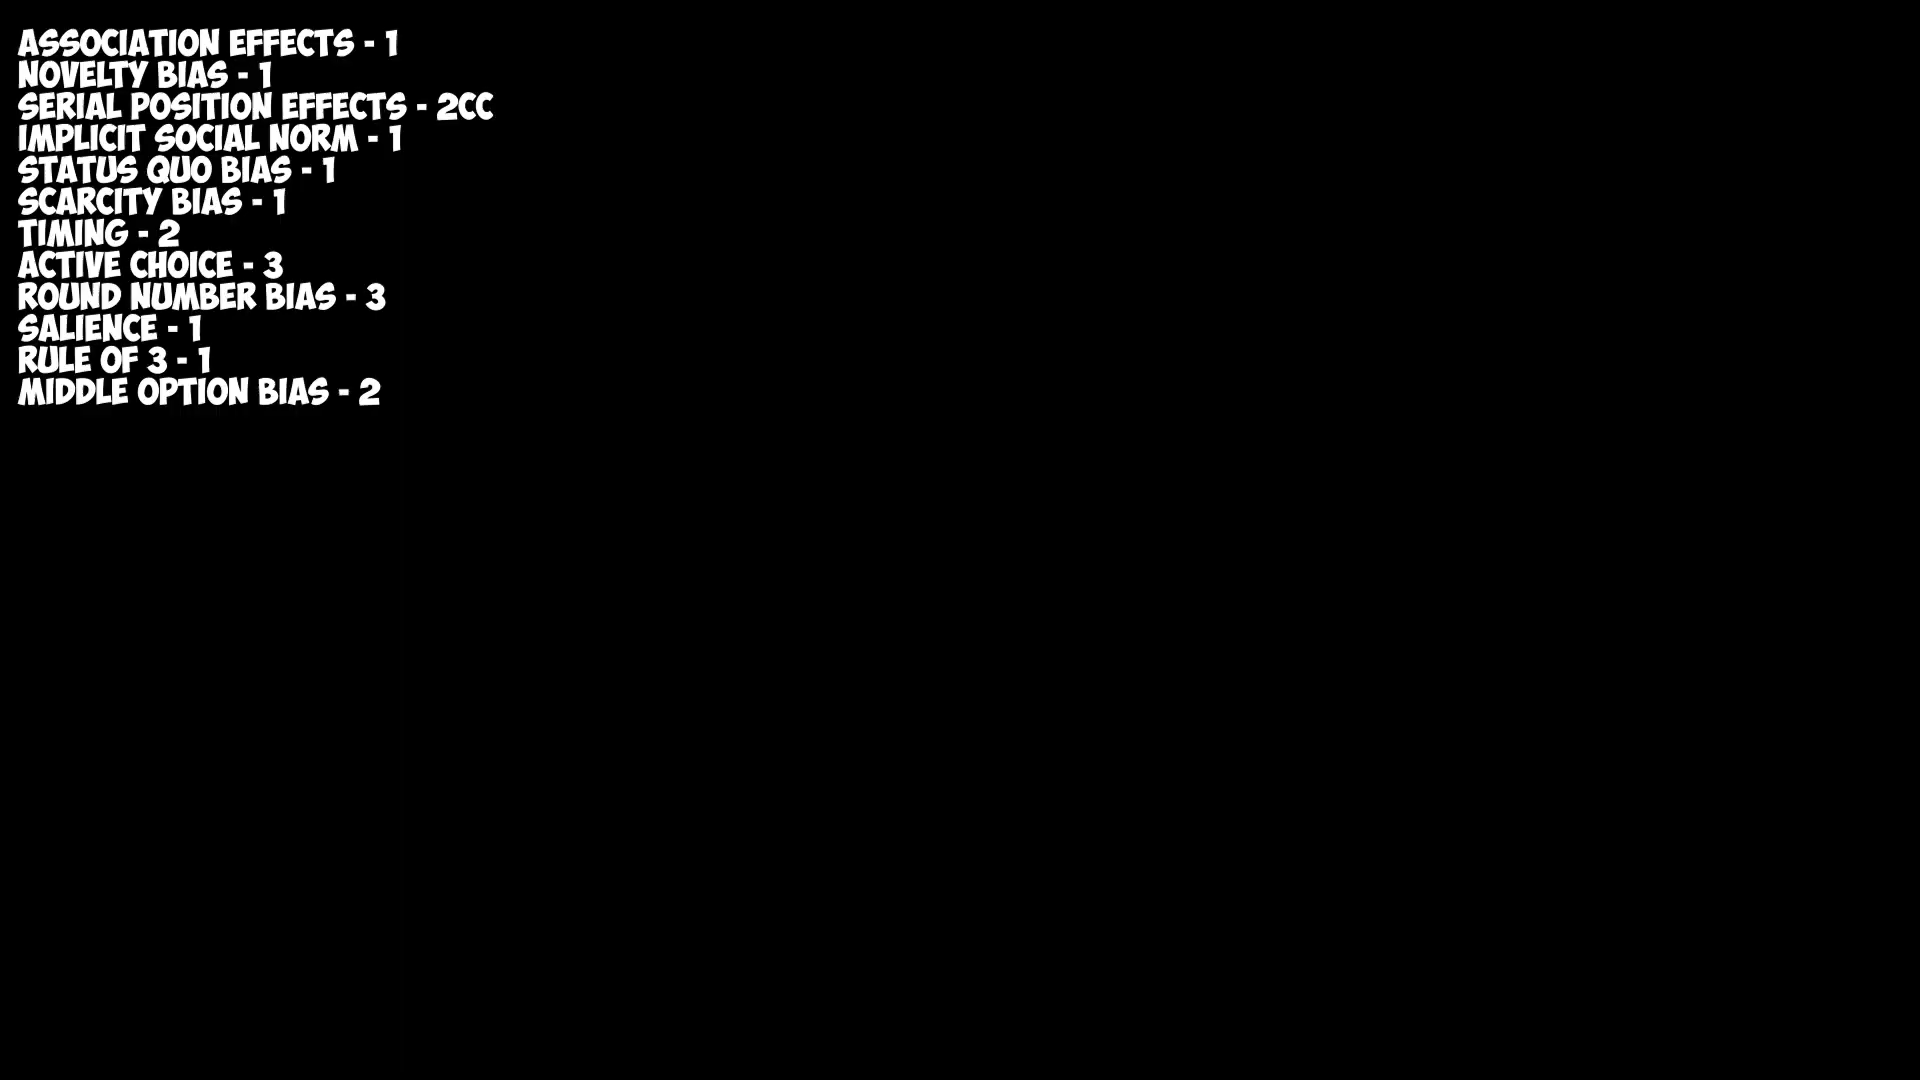 ASSOCIATION EFFECTS - 1
NOVELTY BIAS - 1
SERIAL POSITION EFFECTS - 2CC
IMPLICIT SOCIAL NORM - 1
STATUS QUO BIAS - 1
SCARCITY BIAS - 1
TIMING - 2
ACTIVE CHOICE - 3
ROUND NUMBER BIAS - 3
SALIENCE - 1
RULE OF 3 - 1
MIDDLE OPTION BIAS - 2